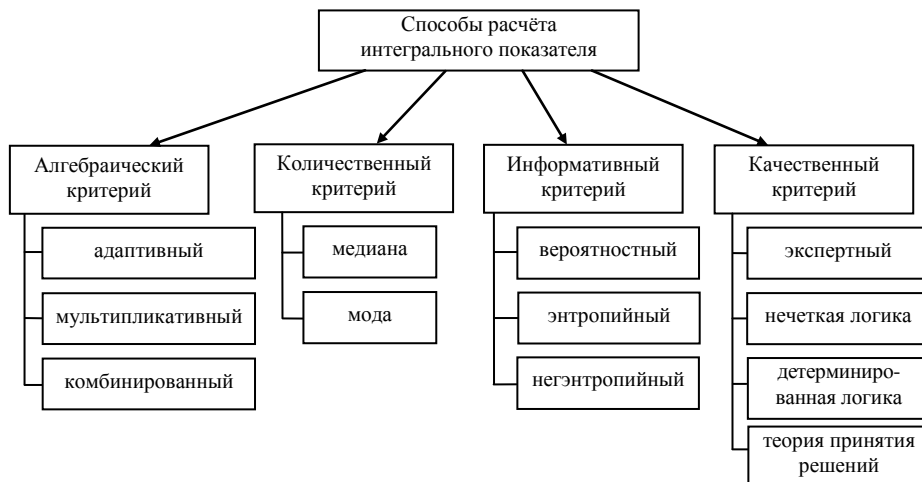 Способы расчёта
интегрального показателя
Алгебраический
критерий
адаптивный
мультипликативный
комбинированный
Количественный
критерий
медиана
мода
Информативный
критерий
вероятностный
энтропийный
негэнтропийный
Качественный
критерий
экспертный
нечеткая логика
детерминиро-
ванная логика
теория принятия
решений